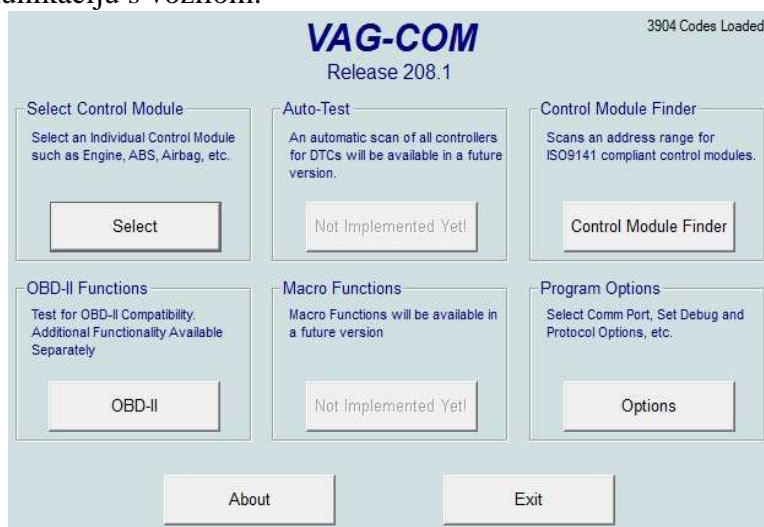 s voznom.
VAG-COM
3904 Codes Loaded
Release 208.1
Select Control Module
Select an Individual Control Module
such as Engine, ABS, Airbag, etc.
Select
Auto-Test
An automatic scan of all controllers
for DTCs will be available in a future
version.
Not Implemented Yet!
Control Module Finder
Scans an address range for
ISO9141 compliant control modules.
Control Module Finder
OBD-II Functions
Test for OBD-II Compatibility.
Additional Functionality Available
Separately
OBD-II
Macro Functions
Macro Functions will be available in
a future version
Not Implemented Yet!
Program Options
Select Comm Port, Set Debug and
Protocol Options, etc.
Options
About
Exit